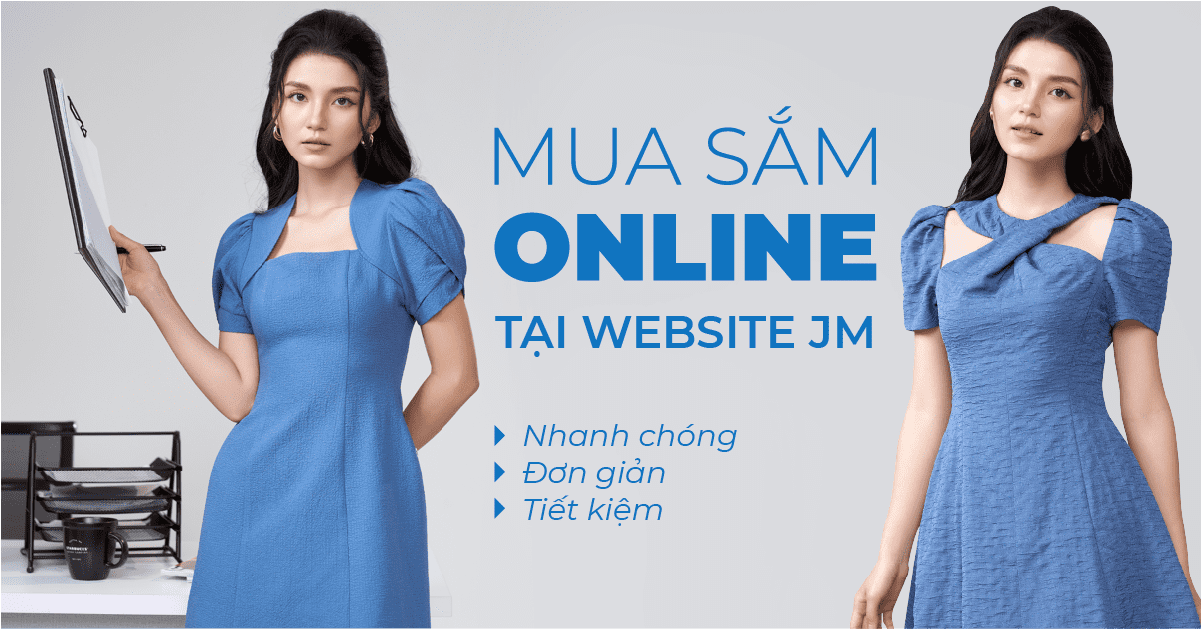 MUA SẮM
ONLINE
TẠI WEBSITE JM
Nhanh chóng
Đơn giản
Tiết kiệm